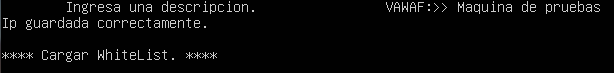 Ingresa una descripcion. VAWAF:>> Maquina de pruebas
Ip guardada correctamente.
**** Cargar WhiteList. ****